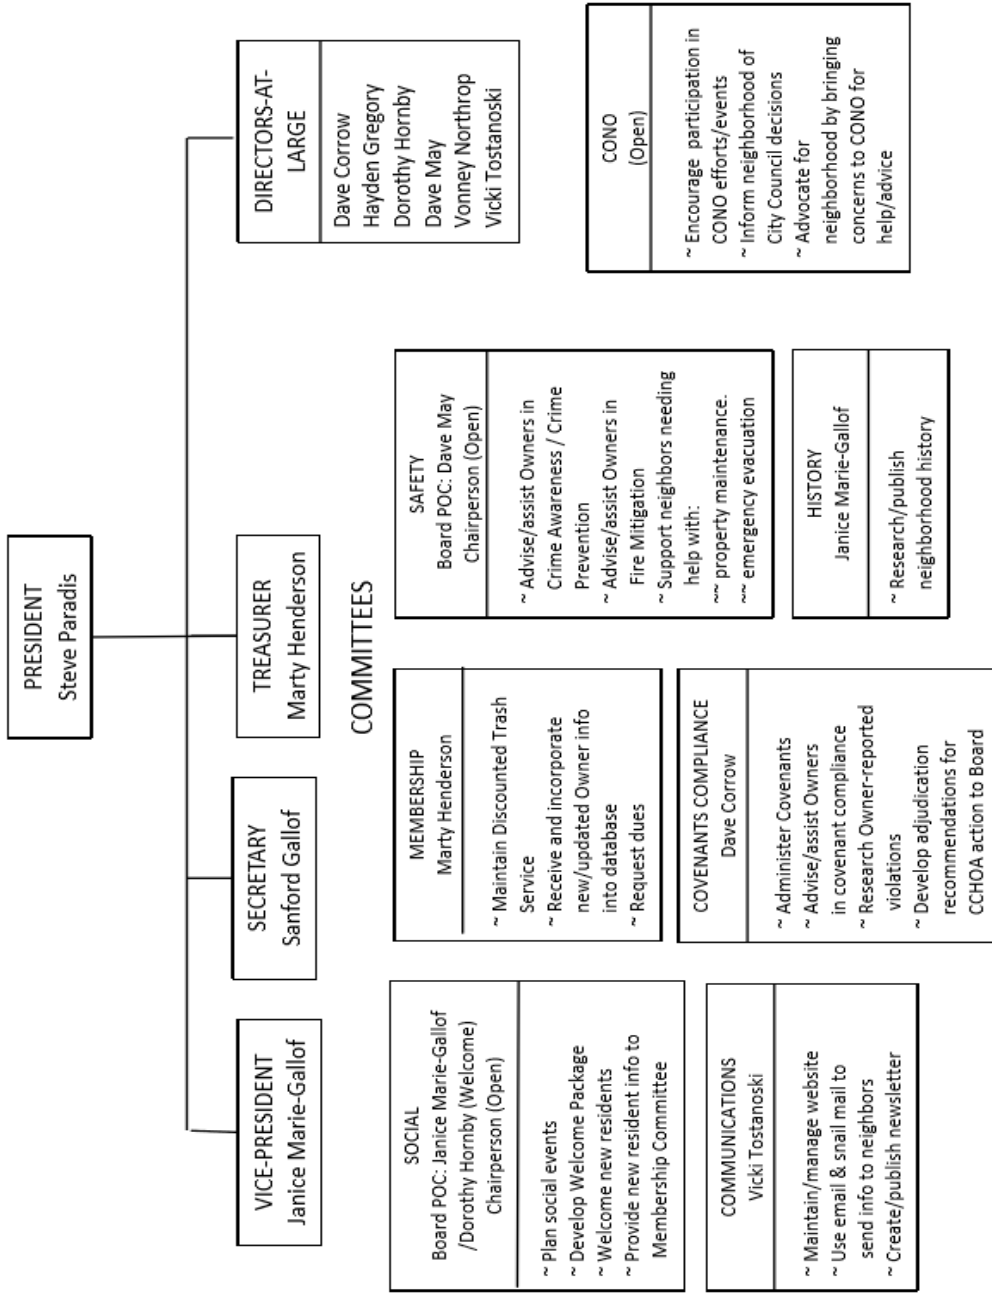 PRESIDENT
Steve Paradis
VICE-PRESIDENT
Janice Marie-Gallof
SECRETARY
Sanford Gallof
TREASURER
Marty Henderson
DIRECTORS-AT-
LARGE
Dave Corrow
Hayden Gregory
Dorothy Hornby
Dave May
Vonney Northrop
Vicki Tostanoski
COMMITTEES
SOCIAL
Board POC: Janice Marie-Gallof
/Dorothy Hornby (Welcome)
Chairperson (Open)
~ Plan social events
~ Develop Welcome Package
~ Welcome new residents
~ Provide new resident info to
Membership Committee
MEMBERSHIP
Marty Henderson
~ Maintain Discounted Trash
Service
~ Receive and incorporate
new/updated Owner info
into database
~ Request dues
SAFETY
Board POC: Dave May
Chairperson (Open)
~ Advise/assist Owners in
Crime Awareness / Crime
Prevention
~ Advise/assist Owners in
Fire Mitigation
~ Support neighbors needing
help with:
~~ property maintenance.
~~ emergency evacuation
CONO
(Open)
~ Encourage participation in
CONO efforts/events
~ Inform neighborhood of
City Council decisions
~ Advocate for
neighborhood by bringing
concerns to CONO for
help/advice
COMMUNICATIONS
Vicki Tostanoski
~ Maintain/manage website
~ Use email & snail mail to
send info to neighbors
~ Create/publish newsletter
COVENANTS COMPLIANCE
Dave Corrow
~ Administer Covenants
~ Advise/assist Owners
in covenant compliance
~ Research Owner-reported
violations
~ Develop adjudication
recommendations for
CCHOA action to Board
HISTORY
Janice Marie-Gallof
~ Research/publish
neighborhood history